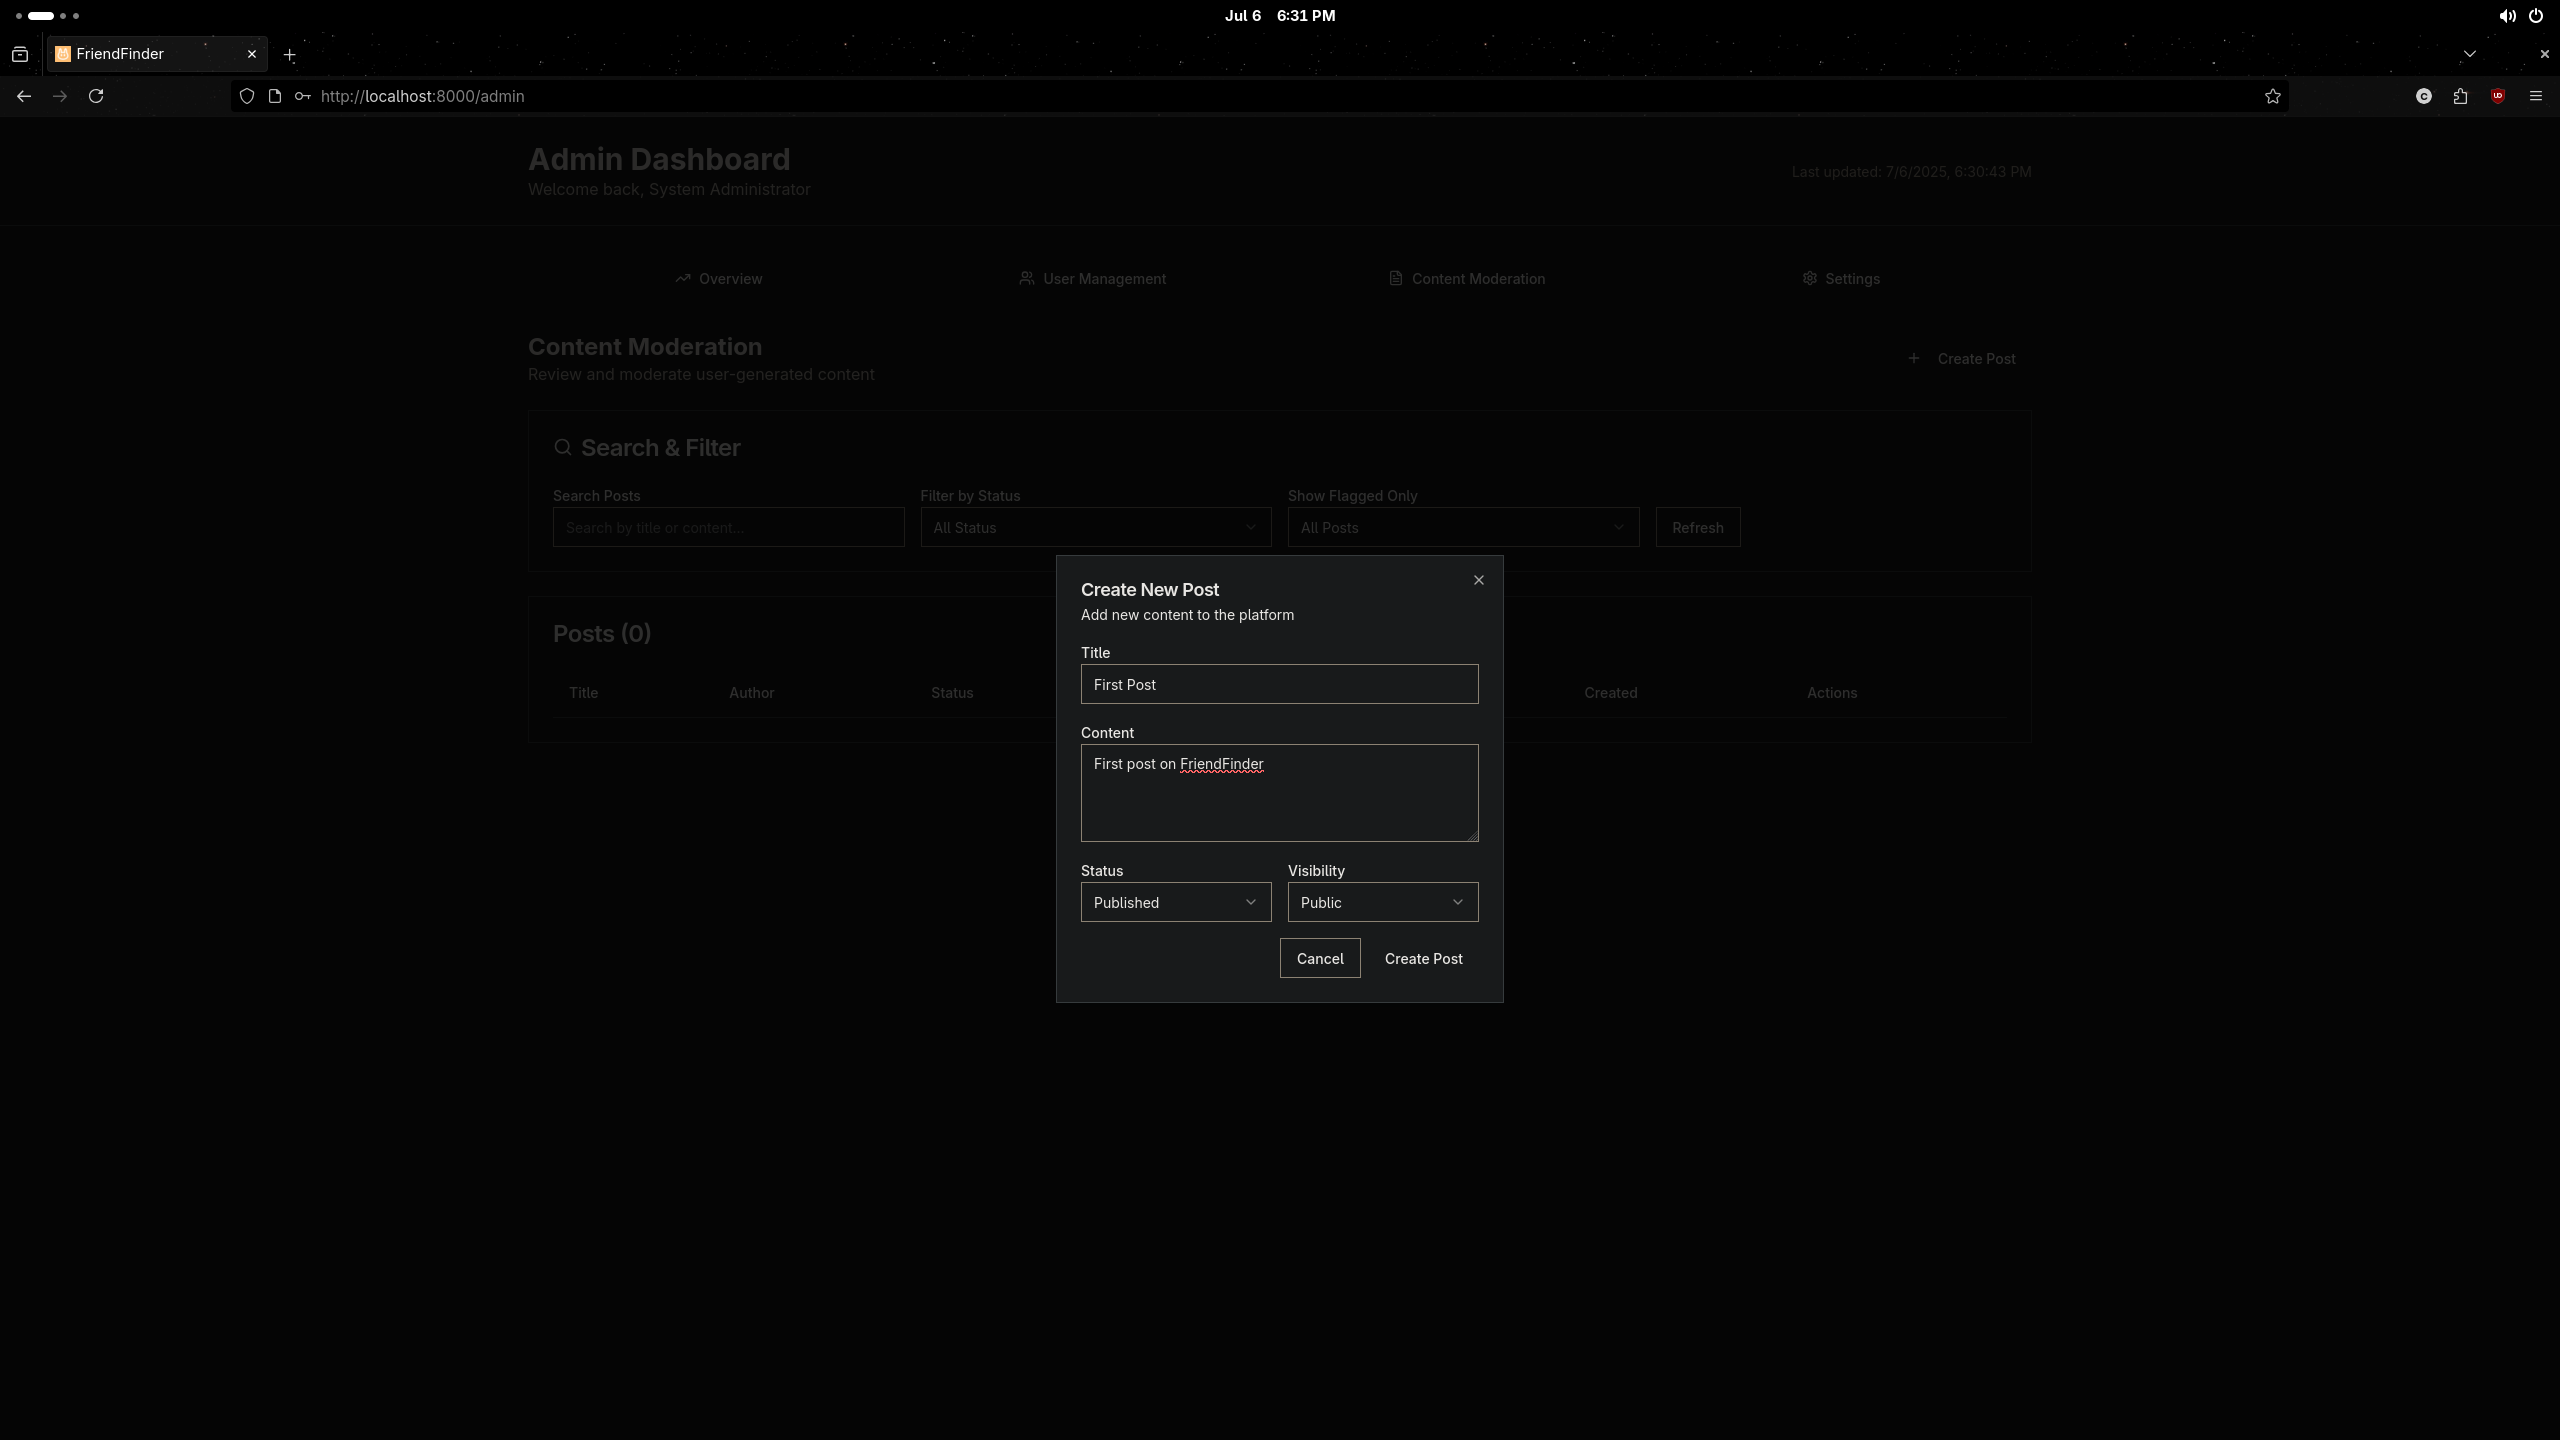 Jul 6 6:31 PM
FriendFinder
http://localhost:8000/admin
Admin Dashboard
Welcome back, System Administrator
Last updated: 7/6/2025, 6:30:43 PM
Overview
User Management
Content Moderation
Settings
Content Moderation
Review and moderate user-generated content
Create Post
Search & Filter
Search Posts
Filter by Status
Show Flagged Only
Search by title or content...
All Status
All Posts
Refresh
Posts (0)
Title
Author
Status
Created
Actions
Create New Post
Add new content to the platform
Title
First Post
Content
First post on FriendFinder
Status
Visibility
Published
Public
Cancel
Create Post